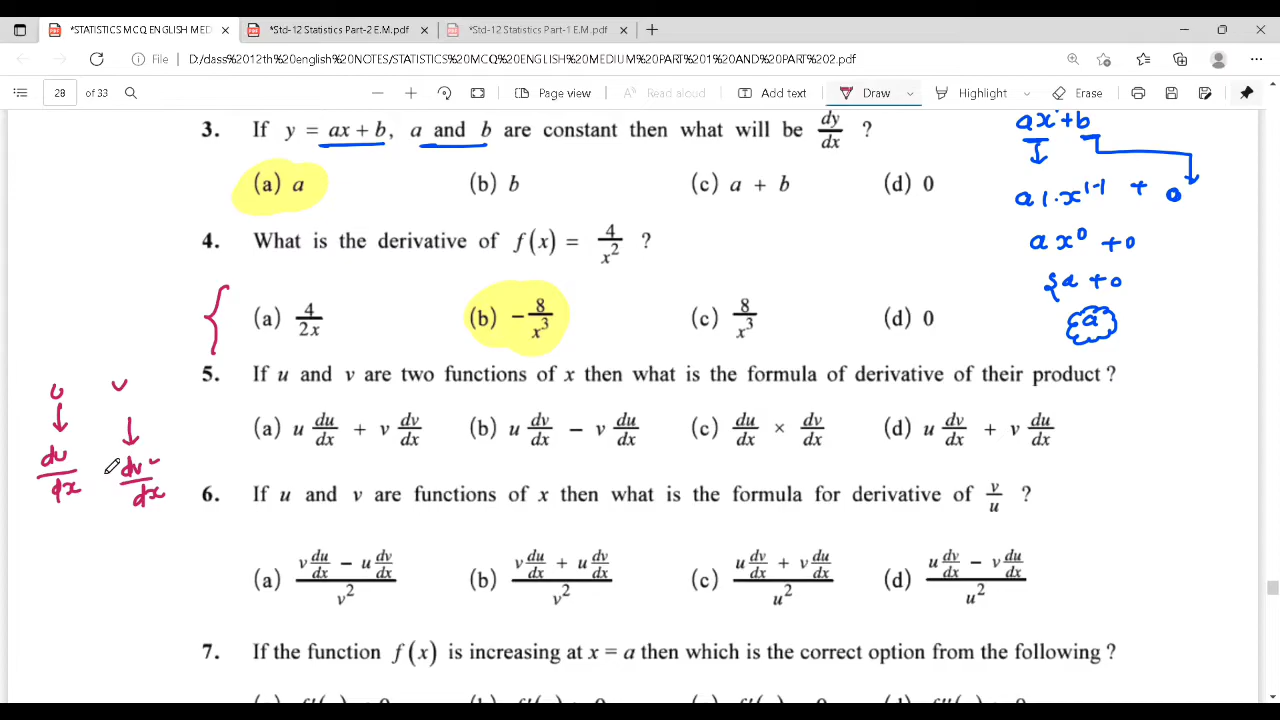 *STATISTICS MCQ ENGLISH MED
*Std-12 Statistics Part-2 E.M.pdf
*Std-12 Statistics Part-1 E.M.pdf
File | D:/dass%2012th%20english%20NOTES/STATISTICS%20MCQ%20ENGLISH%20MEDIUM%20PART%201%20AND%20PART%202.pdf
28 of 33
Page view
Read aloud
Add text
Draw
Highlight
Erase
3. If y = ax + b, a and b are constant then what will be dy/dx ?
(a) a (b) b (c) a + b (d) 0
ax¹+b
a1·x¹⁻¹ + 0
ax⁰ +0
a +0
a
4. What is the derivative of f(x) = 4/x² ?
(a) 4/2x (b) −8/x³ (c) 8/x³ (d) 0
5. If u and v are two functions of x then what is the formula of derivative of their product ?
(a) u du/dx + v dv/dx (b) u dv/dx − v du/dx (c) du/dx × dv/dx (d) u dv/dx + v du/dx
u v
du/dx dv/dx
6. If u and v are functions of x then what is the formula for derivative of v/u ?
(a) (v du/dx − u dv/dx)/v² (b) (v du/dx + u dv/dx)/v² (c) (u dv/dx + v du/dx)/u² (d) (u dv/dx − v du/dx)/u²
7. If the function f(x) is increasing at x = a then which is the correct option from the following ?